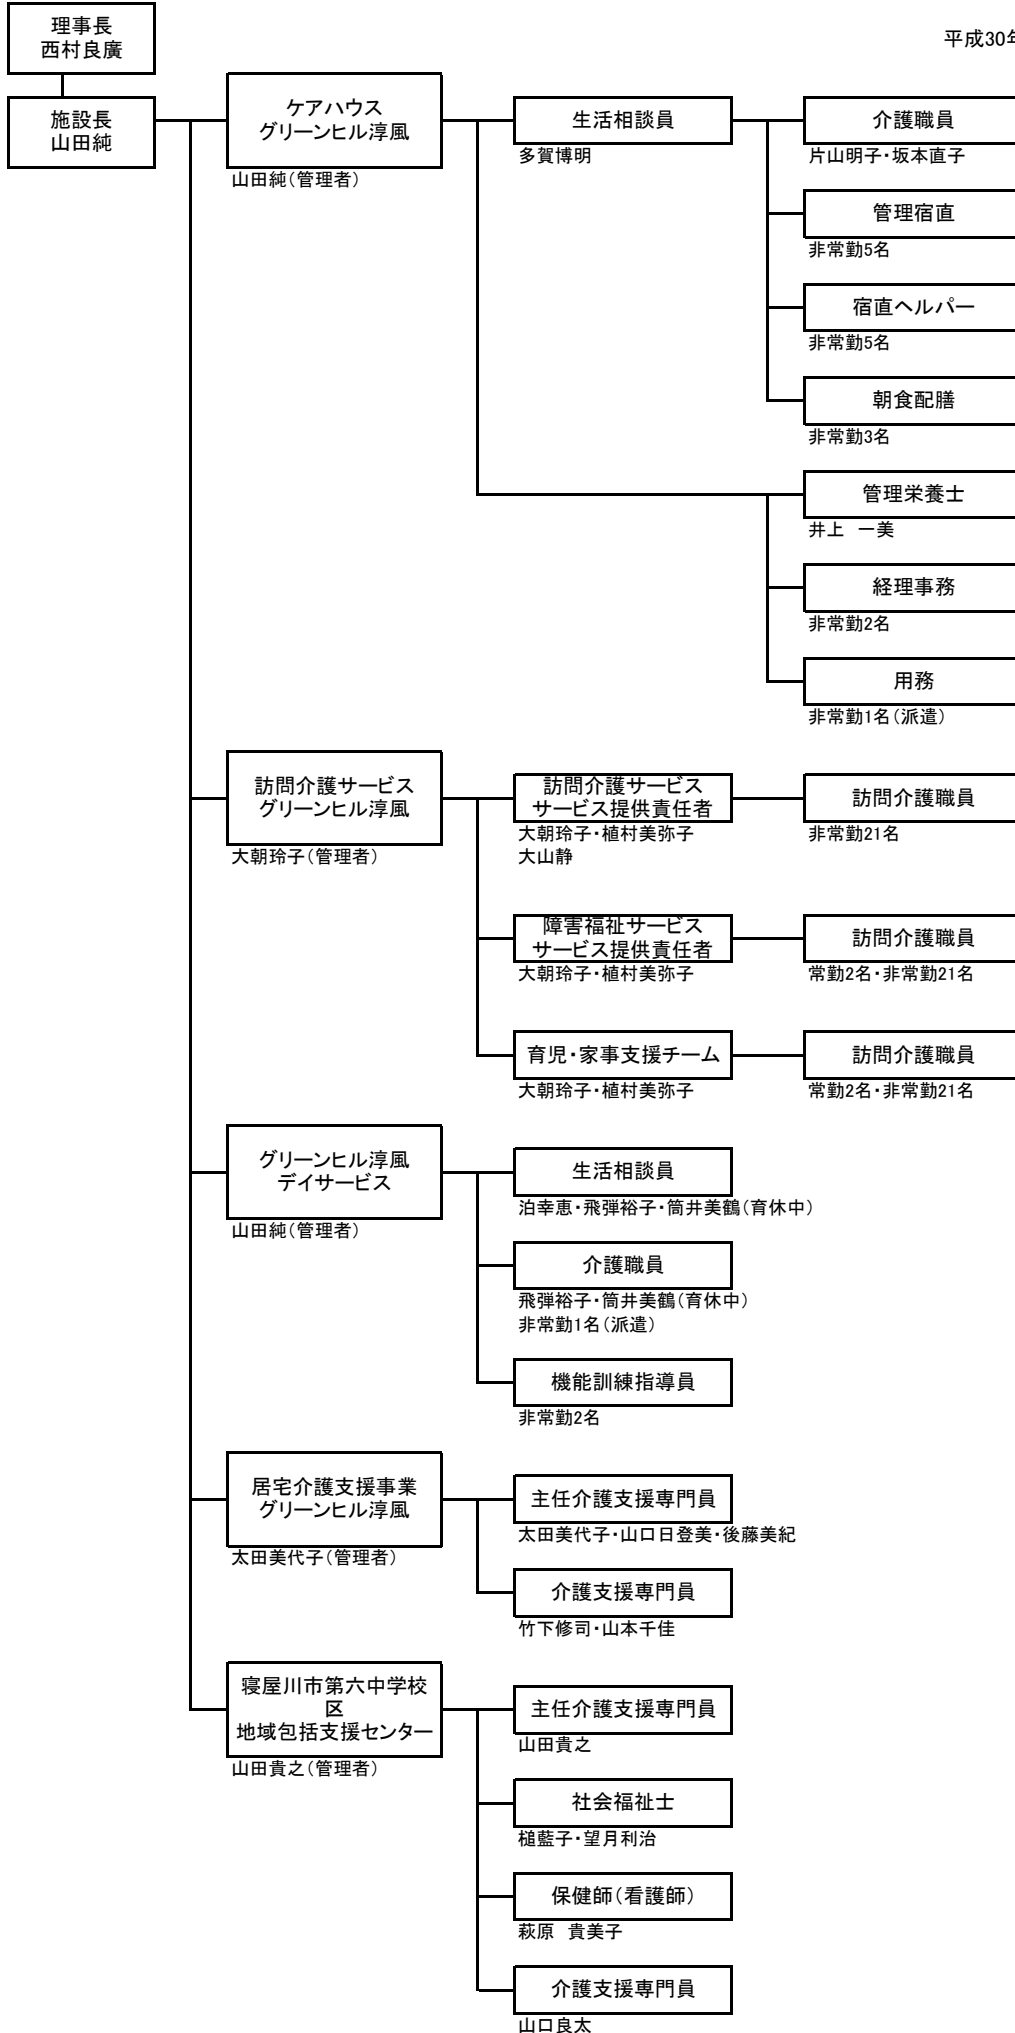 理事長
西村良廣
平成30年
施設長
山田純
ケアハウス
グリーンヒル淳風
山田純(管理者)
生活相談員
多賀博明
介護職員
片山明子・坂本直子
管理宿直
非常勤5名
宿直ヘルパー
非常勤5名
朝食配膳
非常勤3名
管理栄養士
井上　一美
経理事務
非常勤2名
用務
非常勤1名(派遣)
訪問介護サービス
グリーンヒル淳風
大朝玲子(管理者)
訪問介護サービス
サービス提供責任者
大朝玲子・植村美弥子
大山静
訪問介護職員
非常勤21名
障害福祉サービス
サービス提供責任者
大朝玲子・植村美弥子
訪問介護職員
常勤2名・非常勤21名
育児・家事支援チーム
大朝玲子・植村美弥子
訪問介護職員
常勤2名・非常勤21名
グリーンヒル淳風
デイサービス
山田純(管理者)
生活相談員
泊幸恵・飛弾裕子・筒井美鶴(育休中)
介護職員
飛弾裕子・筒井美鶴(育休中)
非常勤1名(派遣)
機能訓練指導員
非常勤2名
居宅介護支援事業
グリーンヒル淳風
太田美代子(管理者)
主任介護支援専門員
太田美代子・山口日登美・後藤美紀
介護支援専門員
竹下修司・山本千佳
寝屋川市第六中学校
区
地域包括支援センター
山田貴之(管理者)
主任介護支援専門員
山田貴之
社会福祉士
槌藍子・望月利治
保健師(看護師)
萩原　貴美子
介護支援専門員
山口良太